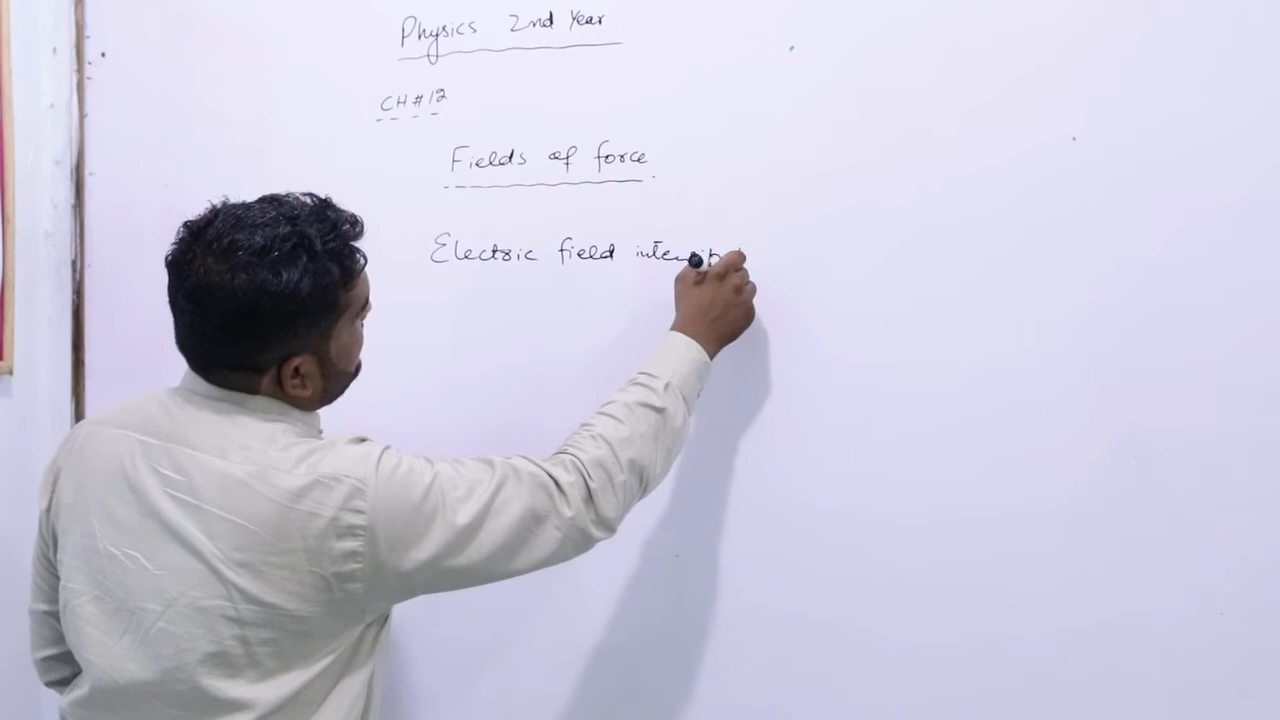 Physics 2nd Year
CH#12
Fields of force
Electric field